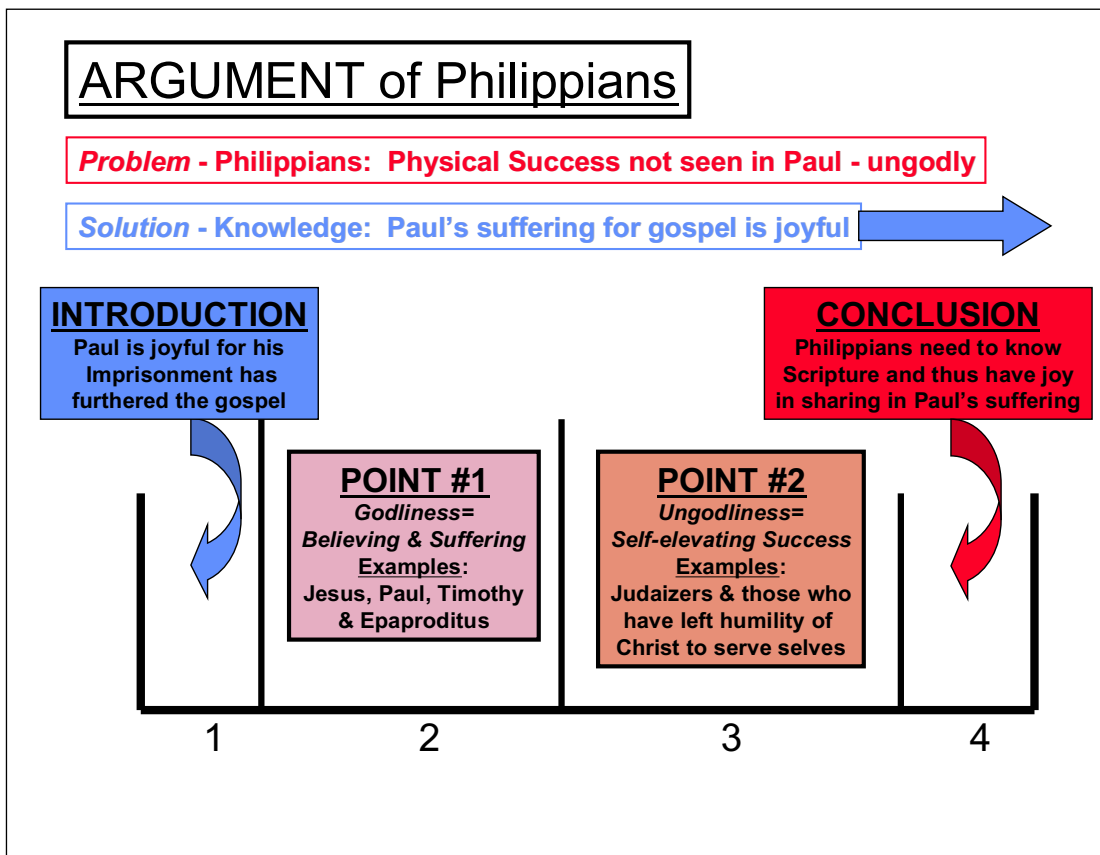 ARGUMENT of Philippians
Problem - Philippians: Physical Success not seen in Paul - ungodly
Solution - Knowledge: Paul's suffering for gospel is joyful
INTRODUCTION
Paul is joyful for his
Imprisonment has
furthered the gospel
CONCLUSION
Philippians need to know
Scripture and thus have joy
in sharing in Paul's suffering
POINT #1
Godliness=
Believing & Suffering
Examples:
Jesus, Paul, Timothy
& Epaproditus
POINT #2
Ungodliness=
Self-elevating Success
Examples:
Judaizers & those who
have left humility of
Christ to serve selves
1
2
3
4